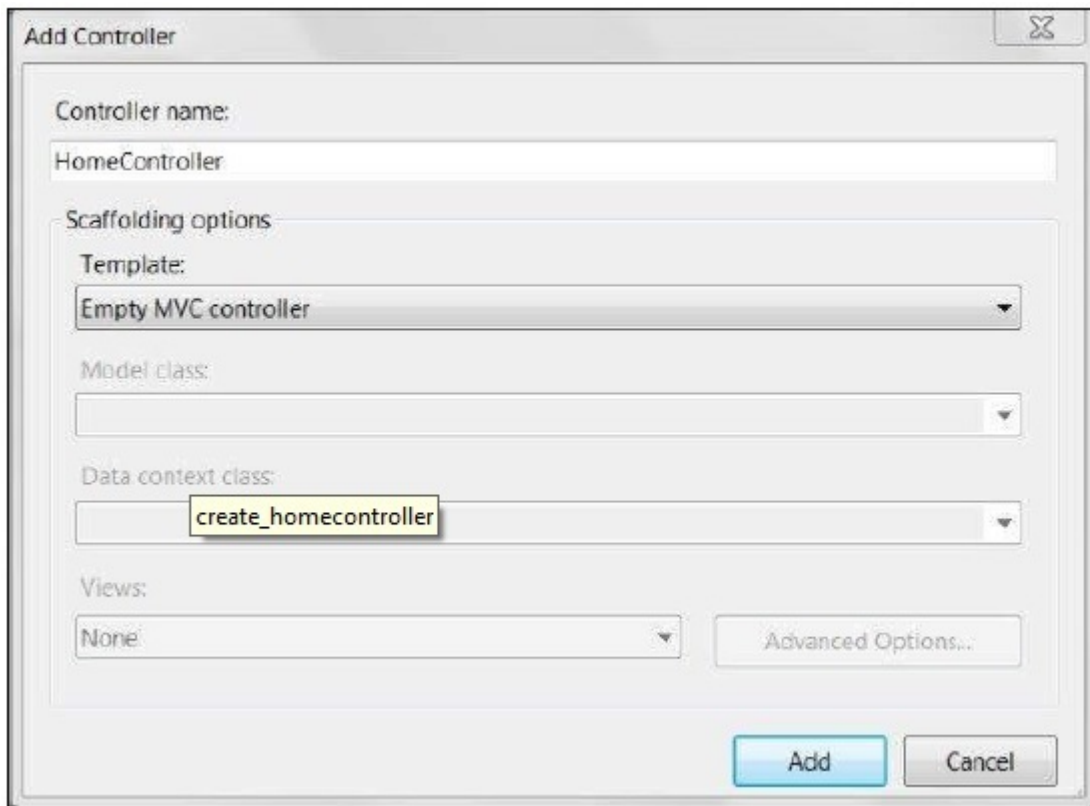 Add Controller
Controller name:
HomeController
Scaffolding options
Template:
Empty MVC controller
Model class:
Data context class:
create_homecontroller
Views:
None
Advanced Options...
Add
Cancel